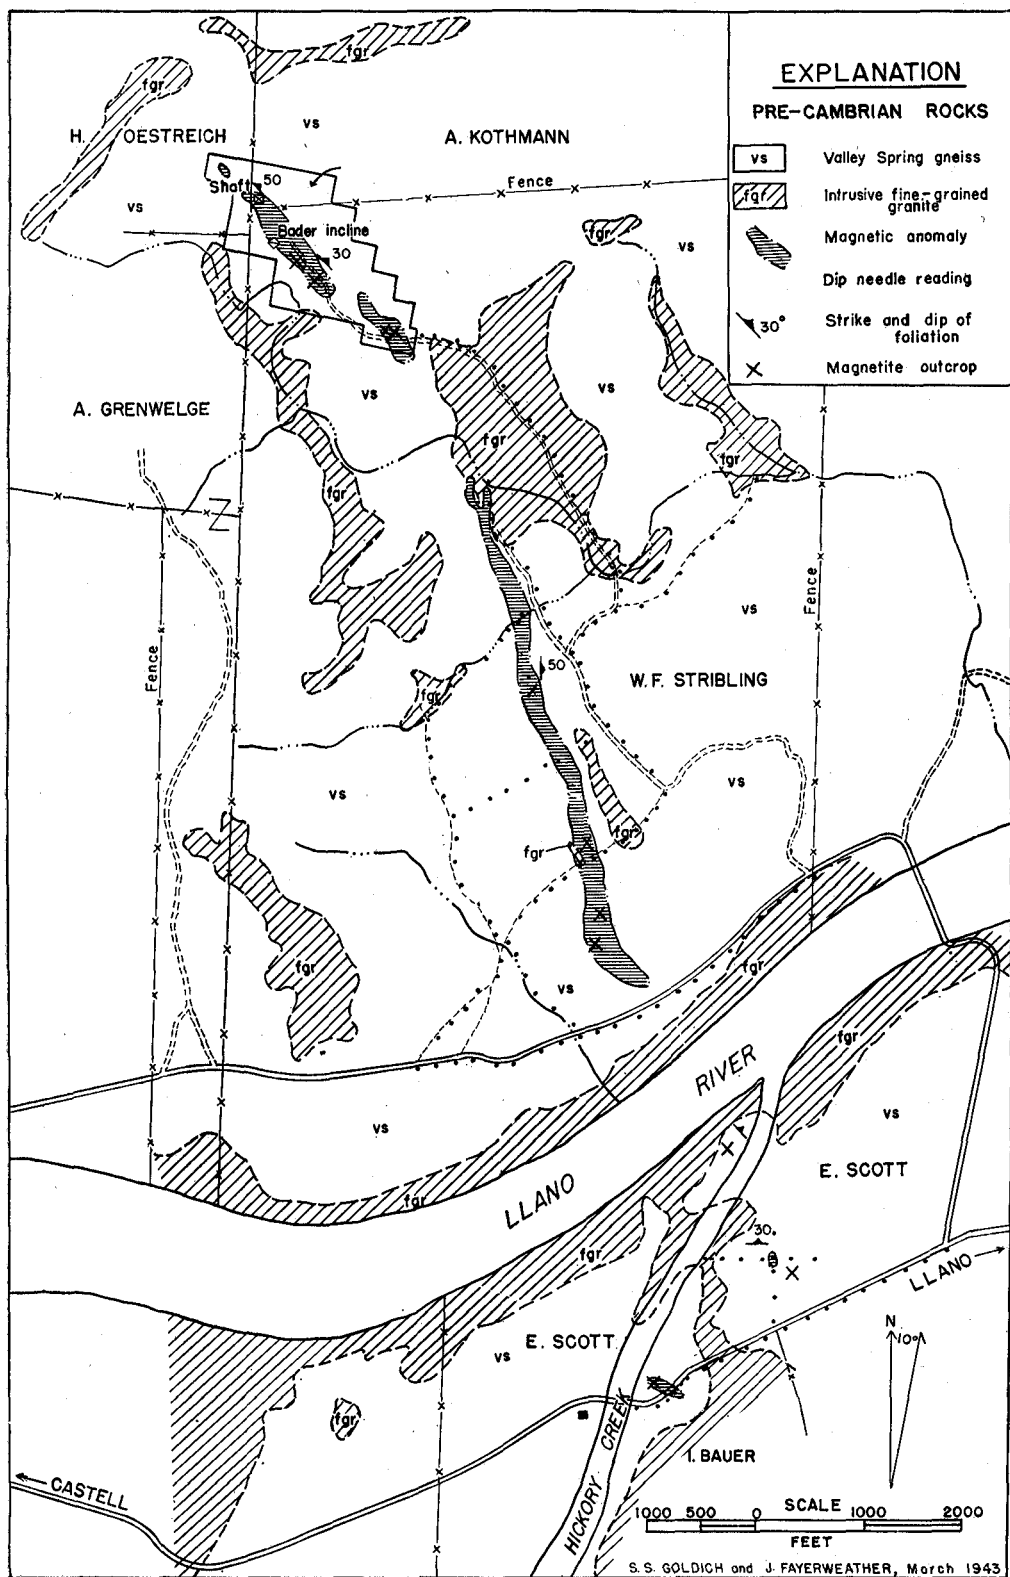 EXPLANATION
PRE-CAMBRIAN ROCKS
vs Valley Spring gneiss
fgr Intrusive fine-grained
granite
Magnetic anomaly
Dip needle reading
30° Strike and dip of
foliation
Magnetite outcrop
fgr
fgr
vs
H. OESTREICH
A. KOTHMANN
Shaft
50
Fence
vs
Bader incline
30
fgr
vs
vs
vs
A. GRENWELGE
fgr
fgr
fgr
Z
vs
Fence
Fence
50
W.F. STRIBLING
fgr
vs
vs
fgr
fgr
fgr
vs
fgr
RIVER
fgr
vs
vs
LLANO
E. SCOTT
fgr
30
fgr
LLANO
E. SCOTT
vs
N
10°
fgr
CREEK
HICKORY
I. BAUER
CASTELL
SCALE
1000 500 0 1000 2000
FEET
S.S. GOLDICH and J. FAYERWEATHER, March 1943